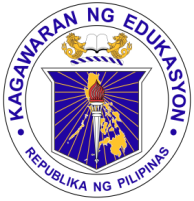 KAGAWARAN NG EDUKASYON
REPUBLIKA NG PILIPINAS